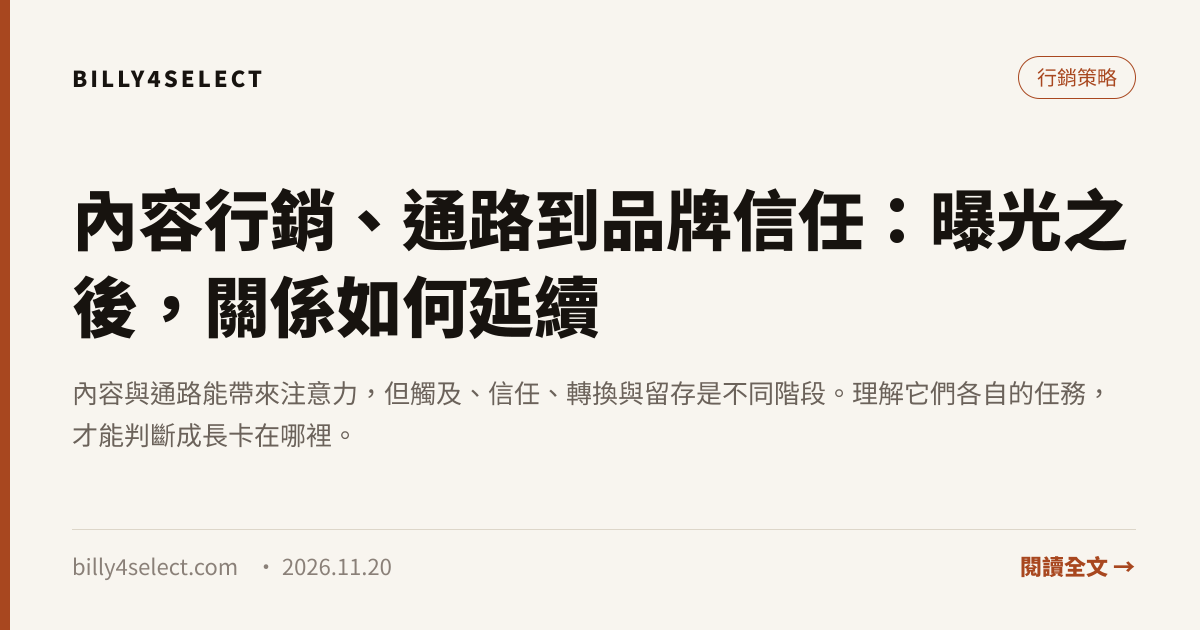 BILLY4SELECT
行銷策略
內容行銷、通路到品牌信任：曝光之
後，關係如何延續
內容與通路能帶來注意力，但觸及、信任、轉換與留存是不同階段。理解它們各自的任務，
才能判斷成長卡在哪裡。
billy4select.com ・ 2026.11.20
閱讀全文 →